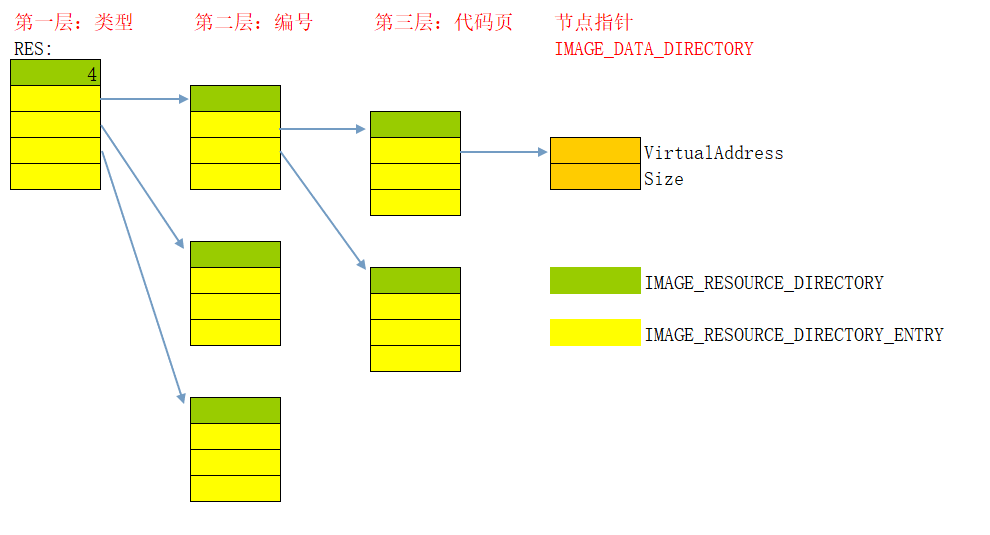 第一层：类型
第二层：编号
第三层：代码页
节点指针
RES:
IMAGE_DATA_DIRECTORY
4
VirtualAddress
Size
IMAGE_RESOURCE_DIRECTORY
IMAGE_RESOURCE_DIRECTORY_ENTRY